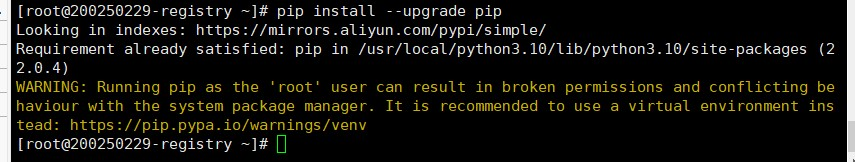 [root@200250229-registry ~]# pip install --upgrade pip
Looking in indexes: https://mirrors.aliyun.com/pypi/simple/
Requirement already satisfied: pip in /usr/local/python3.10/lib/python3.10/site-packages (2
2.0.4)
WARNING: Running pip as the 'root' user can result in broken permissions and conflicting be
haviour with the system package manager. It is recommended to use a virtual environment ins
tead: https://pip.pypa.io/warnings/venv
[root@200250229-registry ~]#